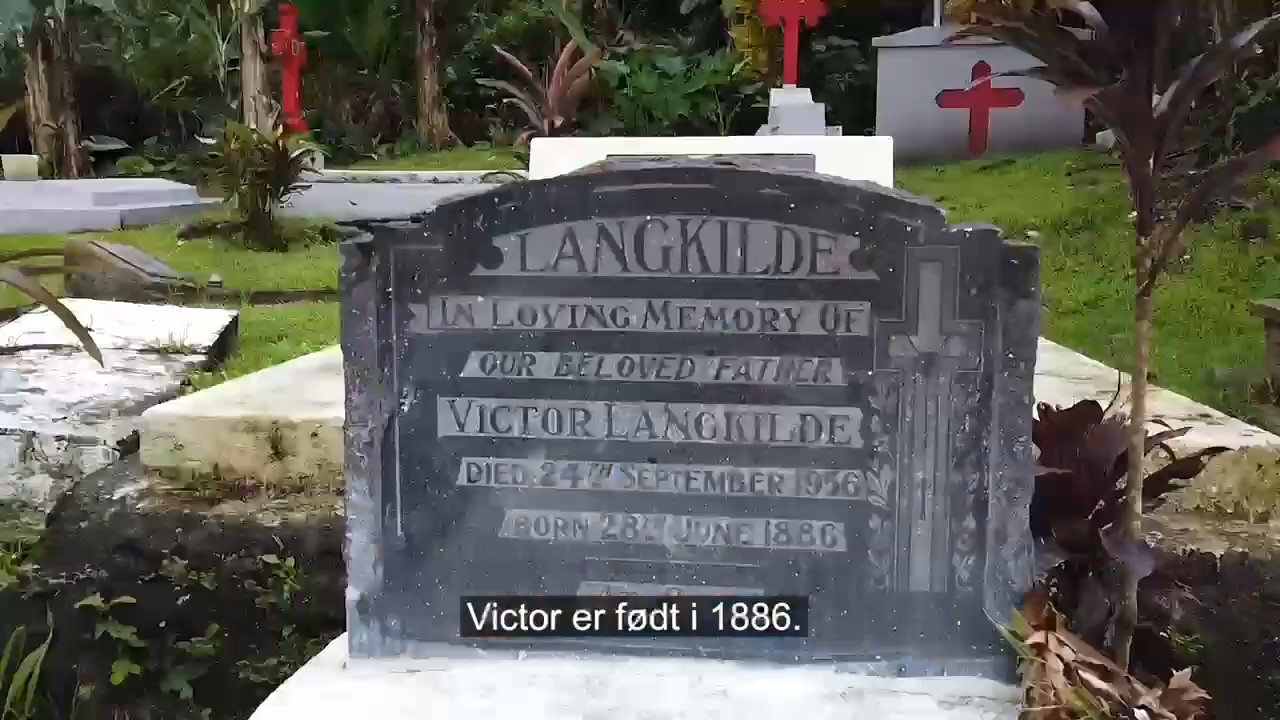 LANGKILDE
IN LOVING MEMORY OF
OUR BELOVED FATHER
VICTOR LANGKILDE
DIED 24TH SEPTEMBER 1956
BORN 28TH JUNE 1886
Victor er født i 1886.